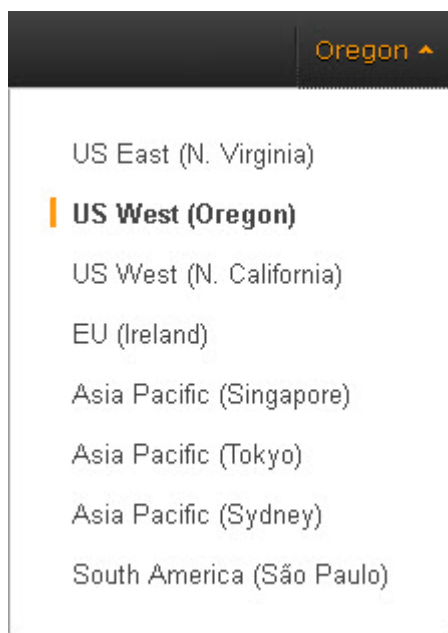 Oregon
US East (N. Virginia)
US West (Oregon)
US West (N. California)
EU (Ireland)
Asia Pacific (Singapore)
Asia Pacific (Tokyo)
Asia Pacific (Sydney)
South America (São Paulo)